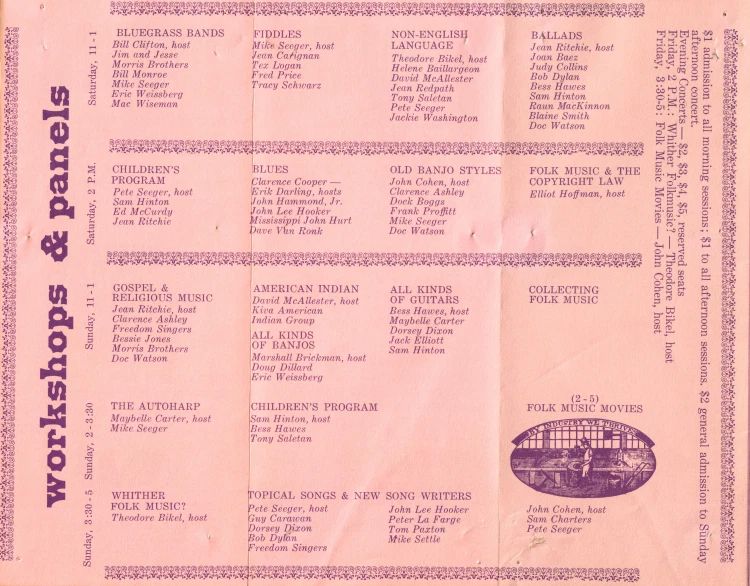 workshops & panels
Saturday, 11 - 1
BLUEGRASS BANDS
Bill Clifton, host
Jim and Jesse
Morris Brothers
Bill Monroe
Mike Seeger
Eric Weissberg
Mac Wiseman
FIDDLES
Mike Seeger, host
Jean Carignan
Tex Logan
Fred Price
Tracy Schwarz
NON-ENGLISH
LANGUAGE
Theodore Bikel, host
Helene Baillargeon
David McAllester
Jean Redpath
Tony Saletan
Pete Seeger
Jackie Washington
BALLADS
Jean Ritchie, host
Joan Baez
Judy Collins
Bob Dylan
Bess Hawes
Sam Hinton
Raun MacKinnon
Blaine Smith
Doc Watson
Saturday, 2 P.M.
CHILDREN'S
PROGRAM
Pete Seeger, host
Sam Hinton
Ed McCurdy
Jean Ritchie
BLUES
Clarence Cooper —
Erik Darling, hosts
John Hammond, Jr.
John Lee Hooker
Mississippi John Hurt
Dave Van Ronk
OLD BANJO STYLES
John Cohen, host
Clarence Ashley
Dock Boggs
Frank Proffitt
Mike Seeger
Doc Watson
FOLK MUSIC & THE
COPYRIGHT LAW
Elliot Hoffman, host
Sunday, 11 - 1
GOSPEL &
RELIGIOUS MUSIC
Jean Ritchie, host
Clarence Ashley
Freedom Singers
Bessie Jones
Morris Brothers
Doc Watson
AMERICAN INDIAN
David McAllester, host
Kiva American
Indian Group
ALL KINDS
OF BANJOS
Marshall Brickman, host
Doug Dillard
Eric Weissberg
ALL KINDS
OF GUITARS
Bess Hawes, host
Maybelle Carter
Dorsey Dixon
Jack Elliott
Sam Hinton
COLLECTING
FOLK MUSIC
Sunday, 2 - 3:30
THE AUTOHARP
Maybelle Carter, host
Mike Seeger
CHILDREN'S PROGRAM
Sam Hinton, host
Bess Hawes
Tony Saletan
(2 - 5)
FOLK MUSIC MOVIES
BY INDUSTRY WE THRIVE
John Cohen, host
Sam Charters
Pete Seeger
Sunday, 3:30 - 5
WHITHER
FOLK MUSIC?
Theodore Bikel, host
TOPICAL SONGS & NEW SONG WRITERS
Pete Seeger, host
Guy Carawan
Dorsey Dixon
Bob Dylan
Freedom Singers
John Lee Hooker
Peter La Farge
Tom Paxton
Mike Settle
$1 admission to all morning sessions; $1 to all afternoon sessions, $2 general admission to Sunday
afternoon concert.
Evening Concerts — $2, $3, $4, $5, reserved seats
Friday, 2 P.M.: Whither Folkmusic? — Theodore Bikel, host
Friday, 3:30-5: Folk Music Movies — John Cohen, host